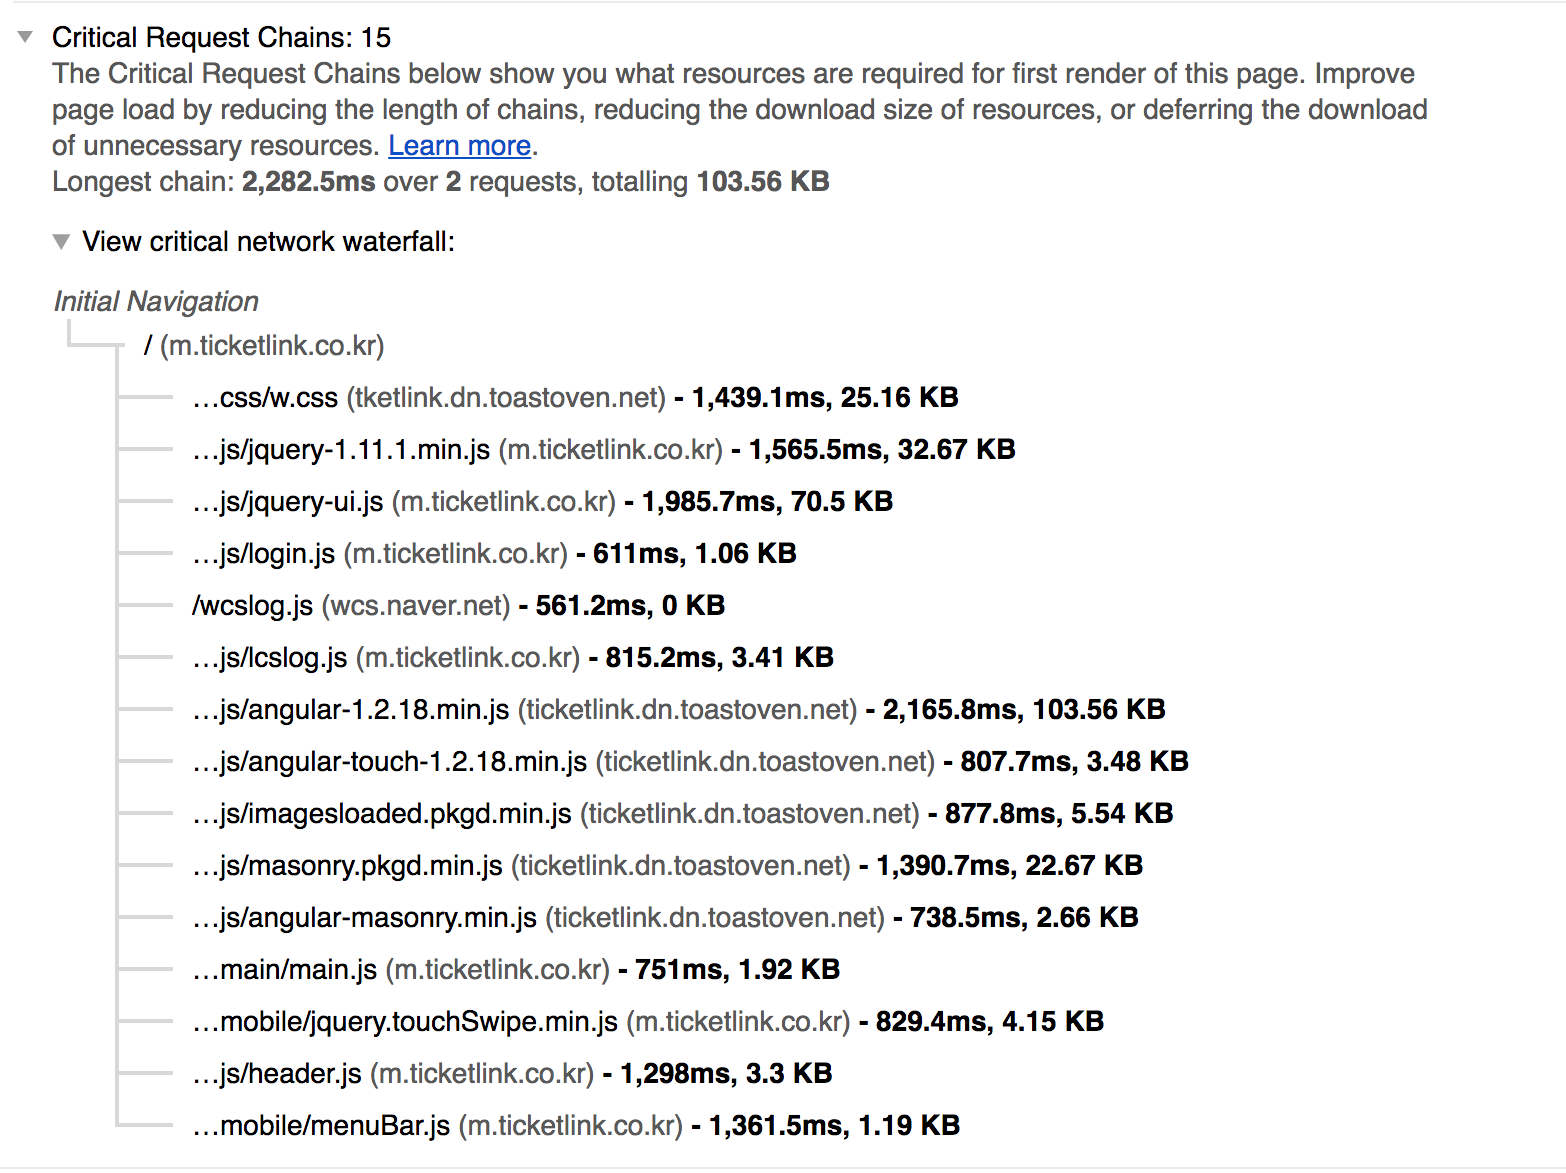 Critical Request Chains: 15
The Critical Request Chains below show you what resources are required for first render of this page. Improve
page load by reducing the length of chains, reducing the download size of resources, or deferring the download
of unnecessary resources. Learn more.
Longest chain: 2,282.5ms over 2 requests, totalling 103.56 KB
View critical network waterfall:
Initial Navigation
/ (m.ticketlink.co.kr)
…css/w.css (tketlink.dn.toastoven.net) - 1,439.1ms, 25.16 KB
…js/jquery-1.11.1.min.js (m.ticketlink.co.kr) - 1,565.5ms, 32.67 KB
…js/jquery-ui.js (m.ticketlink.co.kr) - 1,985.7ms, 70.5 KB
…js/login.js (m.ticketlink.co.kr) - 611ms, 1.06 KB
/wcslog.js (wcs.naver.net) - 561.2ms, 0 KB
…js/lcslog.js (m.ticketlink.co.kr) - 815.2ms, 3.41 KB
…js/angular-1.2.18.min.js (ticketlink.dn.toastoven.net) - 2,165.8ms, 103.56 KB
…js/angular-touch-1.2.18.min.js (ticketlink.dn.toastoven.net) - 807.7ms, 3.48 KB
…js/imagesloaded.pkgd.min.js (ticketlink.dn.toastoven.net) - 877.8ms, 5.54 KB
…js/masonry.pkgd.min.js (ticketlink.dn.toastoven.net) - 1,390.7ms, 22.67 KB
…js/angular-masonry.min.js (ticketlink.dn.toastoven.net) - 738.5ms, 2.66 KB
…main/main.js (m.ticketlink.co.kr) - 751ms, 1.92 KB
…mobile/jquery.touchSwipe.min.js (m.ticketlink.co.kr) - 829.4ms, 4.15 KB
…js/header.js (m.ticketlink.co.kr) - 1,298ms, 3.3 KB
…mobile/menuBar.js (m.ticketlink.co.kr) - 1,361.5ms, 1.19 KB